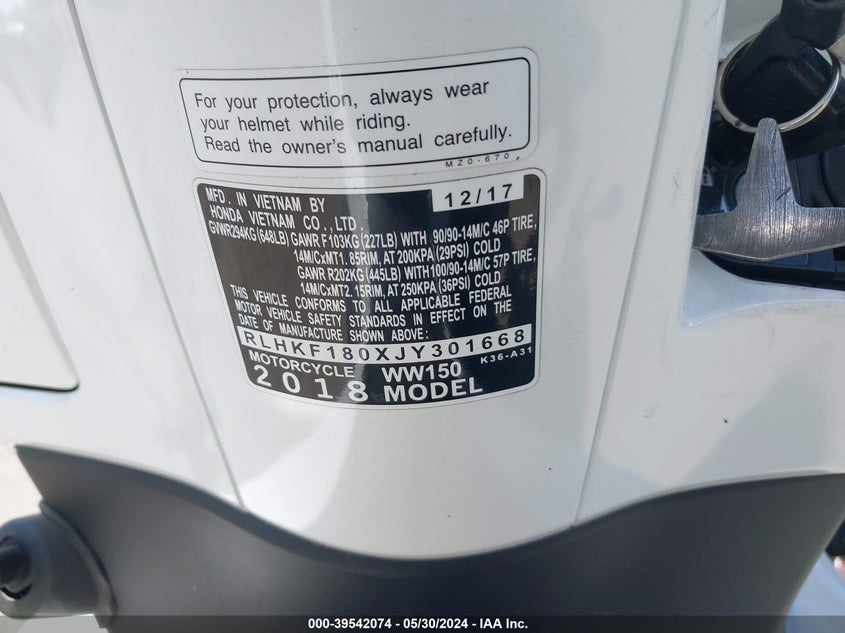 For your protection, always wear
your helmet while riding.
Read the owner's manual carefully.
MZ0-670
MFD. IN VIETNAM BY 12/17
HONDA VIETNAM CO., LTD.
GVWR294KG (648LB) GAWR F103KG (227LB) WITH 90/90-14M/C 46P TIRE,
14M/CxMT1. 85RIM, AT 200KPA (29PSI) COLD
GAWR R202KG (445LB) WITH100/90-14M/C 57P TIRE,
14M/CxMT2. 15RIM, AT 250KPA (36PSI) COLD
THIS VEHICLE CONFORMS TO ALL APPLICABLE FEDERAL
MOTOR VEHICLE SAFETY STANDARDS IN EFFECT ON THE
DATE OF MANUFACTURE SHOWN ABOVE:
RLHKF180XJY301668
MOTORCYCLE WW150 K36-A31
2018 MODEL
000-39542074 / 05/30/2024 - IAA Inc.